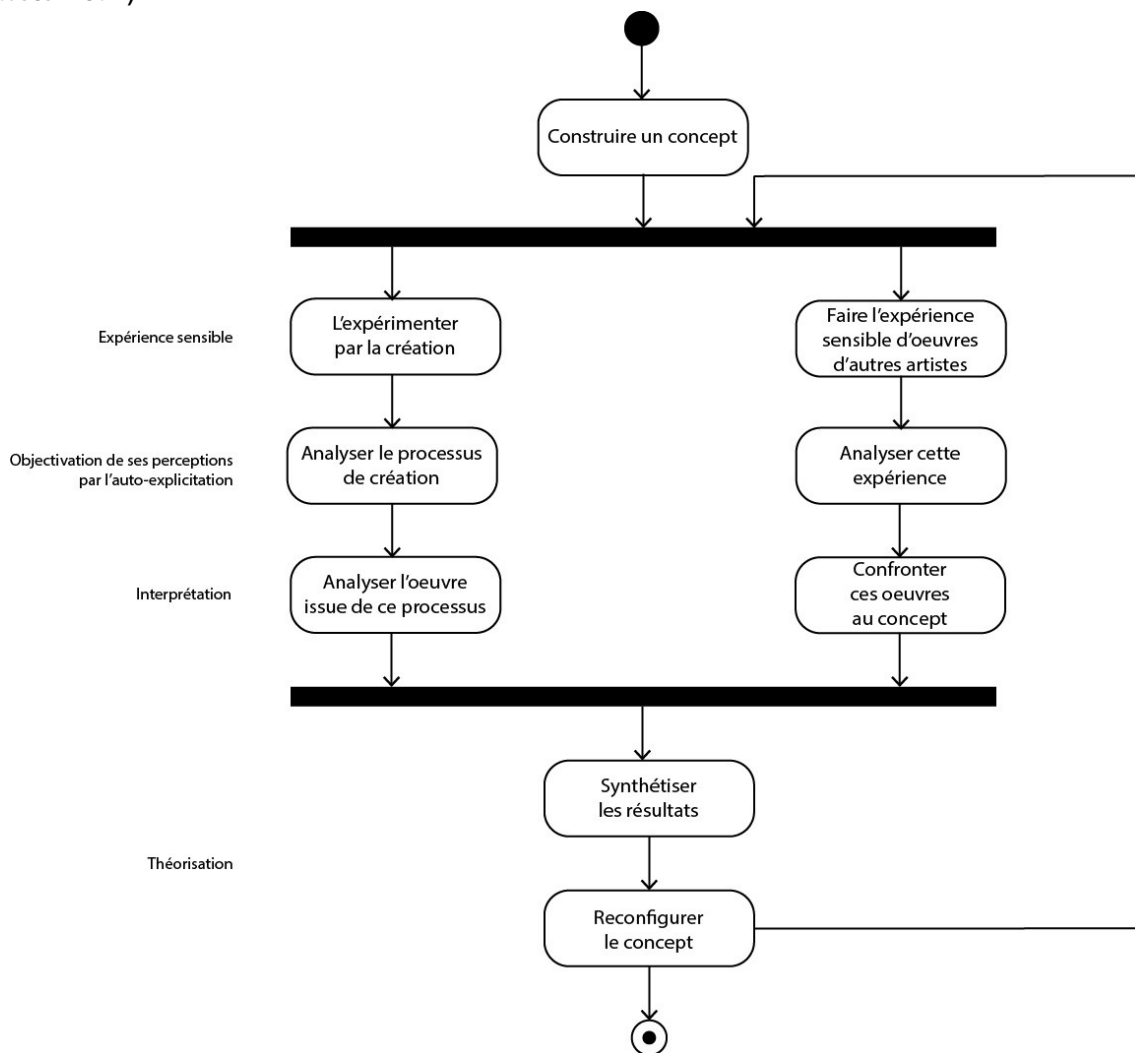 Construire un concept
Expérience sensible
L'expérimenter
par la création
Faire l'expérience
sensible d'oeuvres
d'autres artistes
Objectivation de ses perceptions
par l'auto-explicitation
Analyser le processus
de création
Analyser cette
expérience
Interprétation
Analyser l'oeuvre
issue de ce processus
Confronter
ces oeuvres
au concept
Synthétiser
les résultats
Théorisation
Reconfigurer
le concept